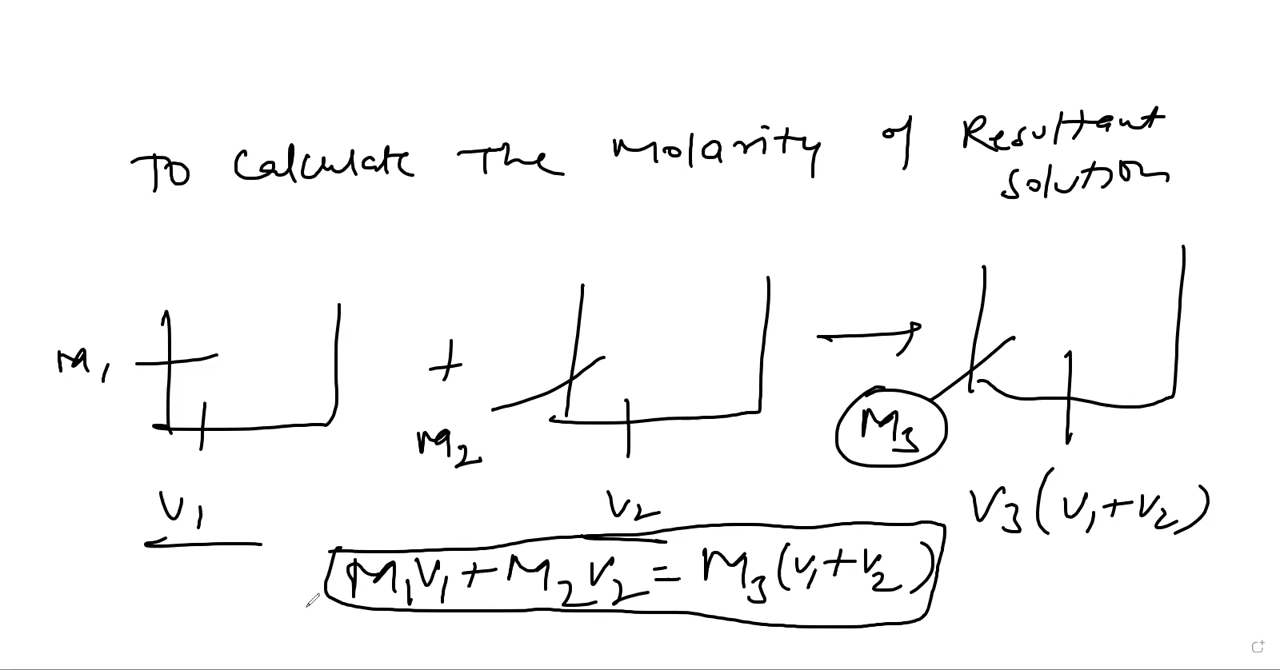 To Calculate The Molarity of Resultant
solution
M₁ + M₂ → M₃
V₁ V₂ V₃(V₁+V₂)
M₁V₁+M₂V₂=M₃(V₁+V₂)